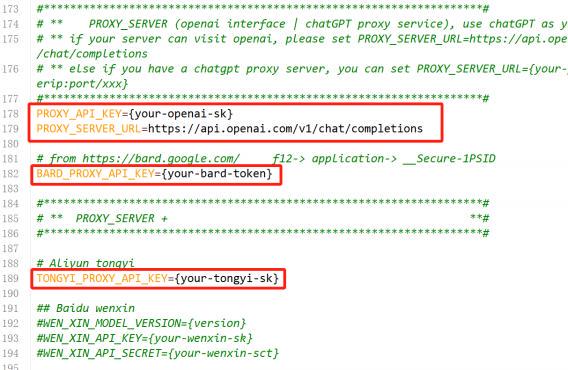 173 #*******************************************************************#
174 # ** PROXY_SERVER (openai interface | chatGPT proxy service), use chatGPT as y
175 # ** if your server can visit openai, please set PROXY_SERVER_URL=https://api.ope
/chat/completions
176 # ** else if you have a chatgpt proxy server, you can set PROXY_SERVER_URL={your-
erip:port/xxx}
177 #*******************************************************************#
178 PROXY_API_KEY={your-openai-sk}
179 PROXY_SERVER_URL=https://api.openai.com/v1/chat/completions
180
181 # from https://bard.google.com/ f12-> application-> __Secure-1PSID
182 BARD_PROXY_API_KEY={your-bard-token}
183
184 #*******************************************************************#
185 # ** PROXY_SERVER + **#
186 #*******************************************************************#
187
188 # Aliyun tongyi
189 TONGYI_PROXY_API_KEY={your-tongyi-sk}
190
191 ## Baidu wenxin
192 #WEN_XIN_MODEL_VERSION={version}
193 #WEN_XIN_API_KEY={your-wenxin-sk}
194 #WEN_XIN_API_SECRET={your-wenxin-sct}
195